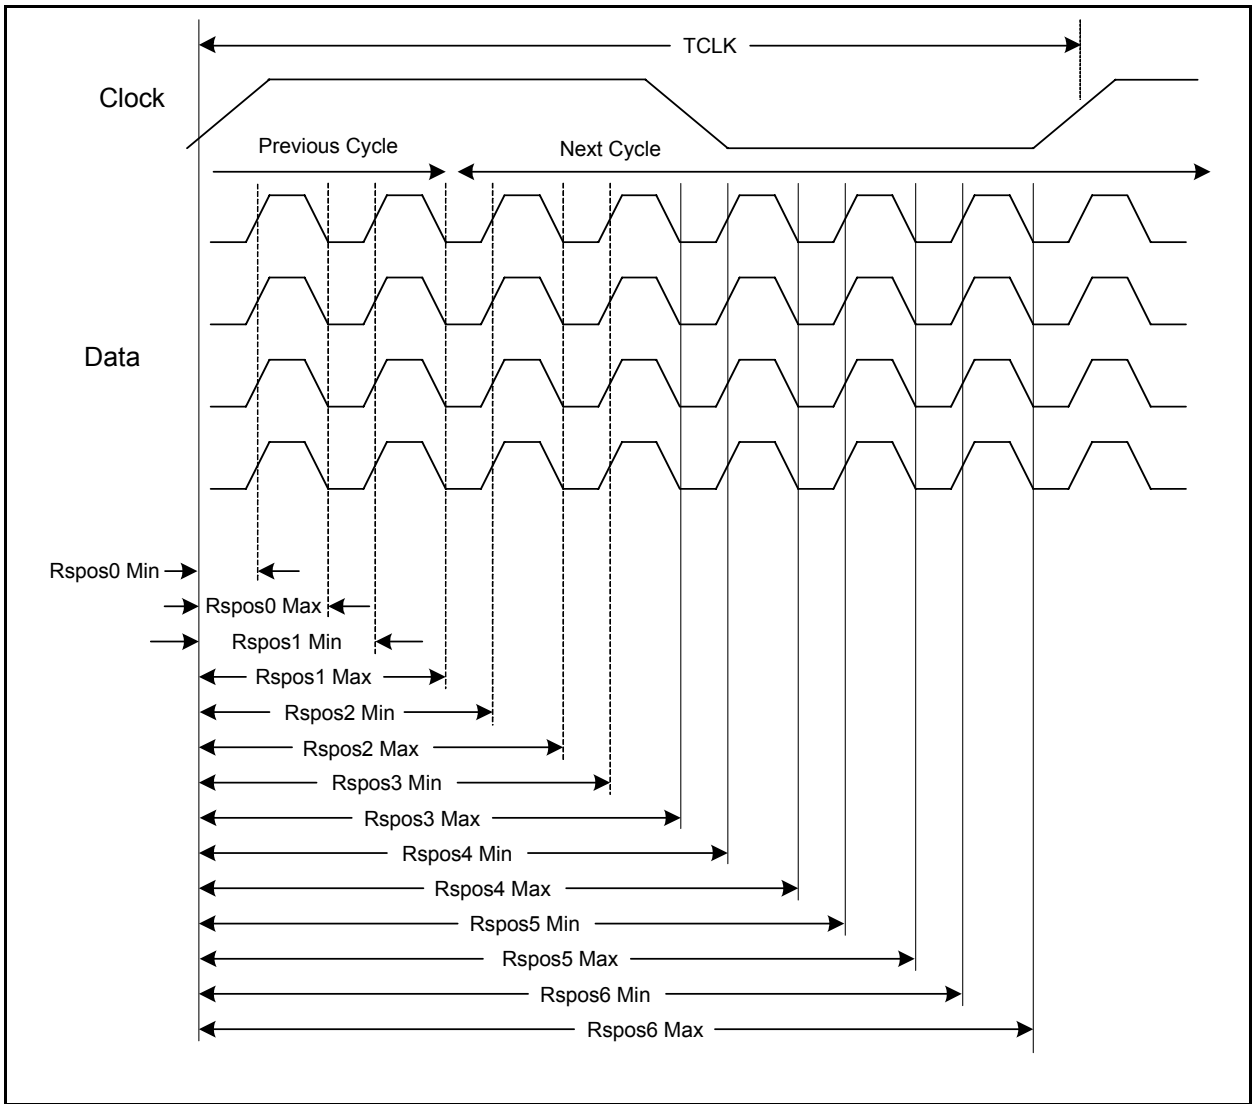 TCLK
Clock
Previous Cycle
Next Cycle
Data
Rspos0 Min
Rspos0 Max
Rspos1 Min
Rspos1 Max
Rspos2 Min
Rspos2 Max
Rspos3 Min
Rspos3 Max
Rspos4 Min
Rspos4 Max
Rspos5 Min
Rspos5 Max
Rspos6 Min
Rspos6 Max